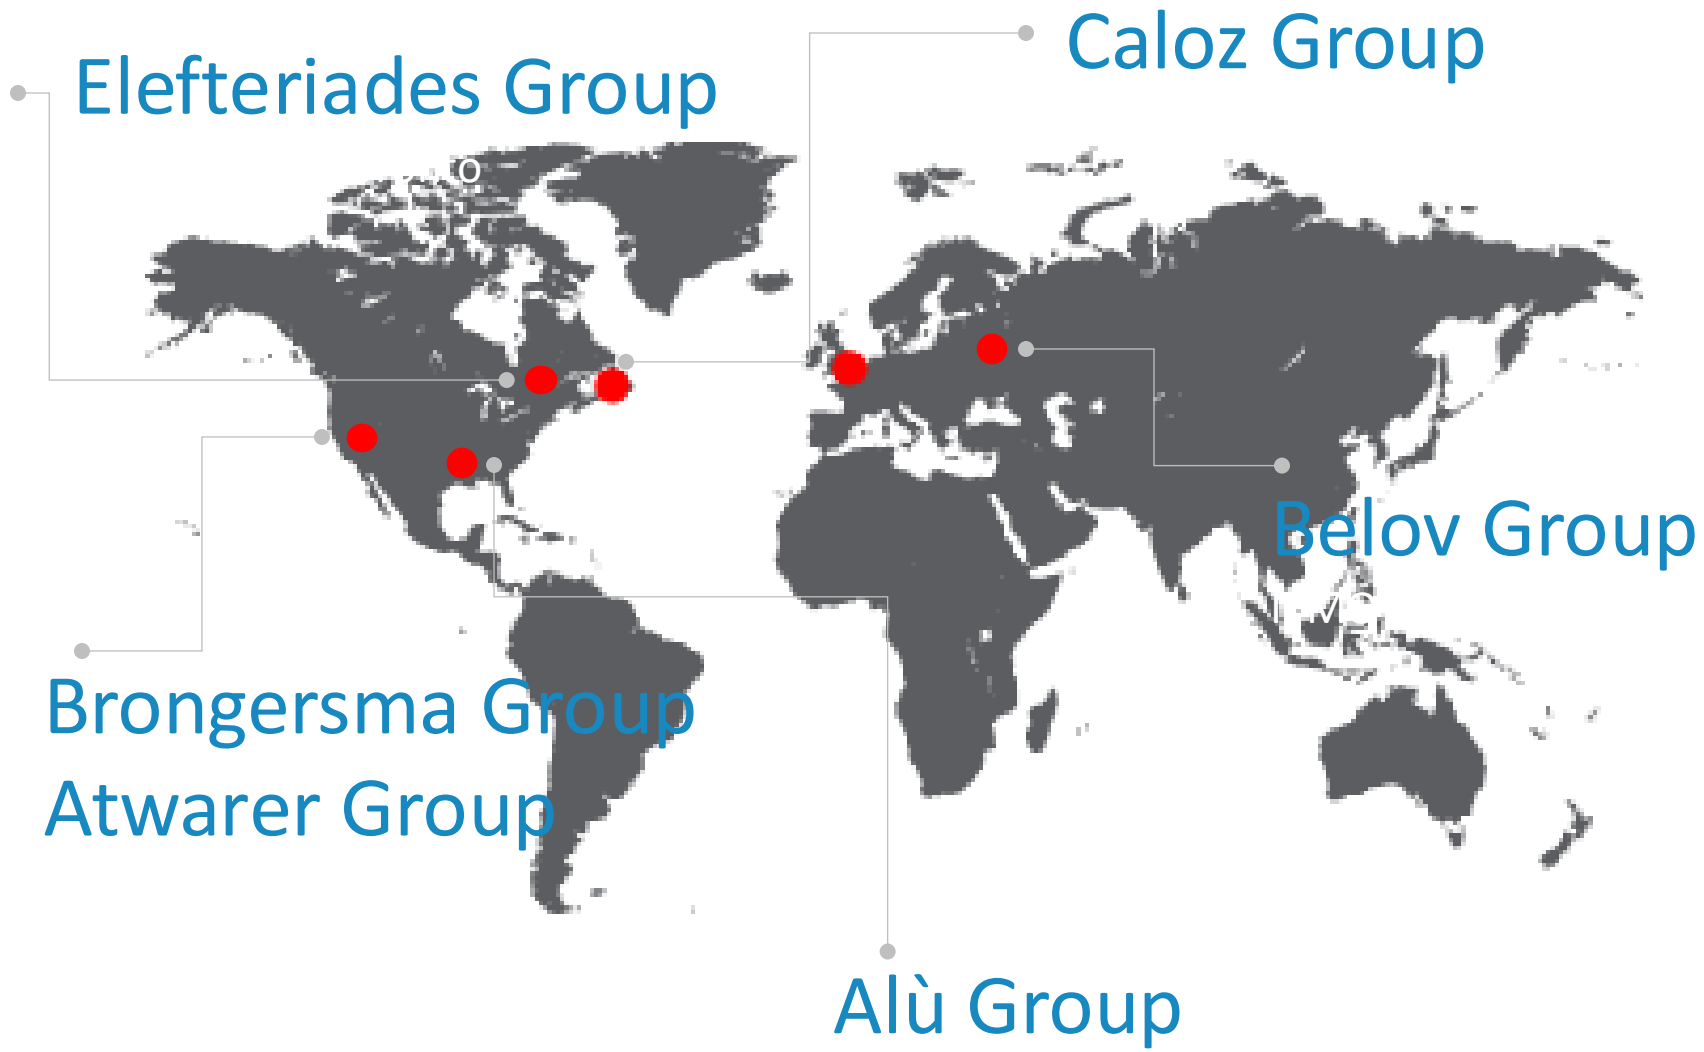 Caloz Group
Elefteriades Group
Belov Group
Brongersma Group
Atwarer Group
Alù Group